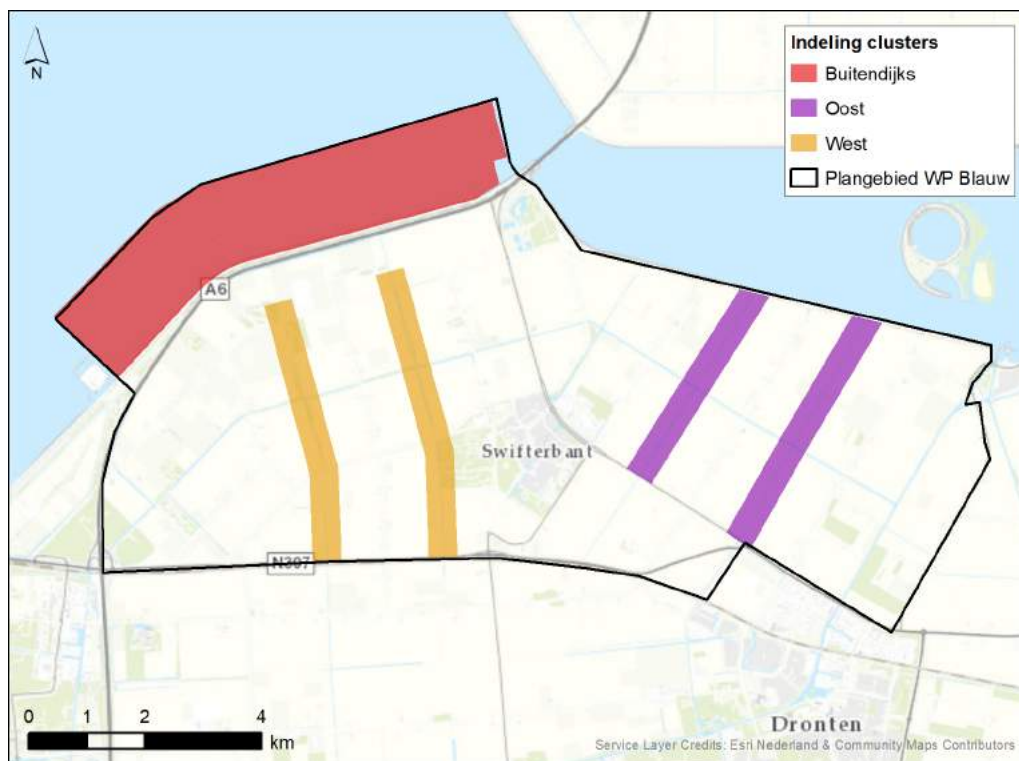 N
Indeling clusters
Buitendijks
Oost
West
Plangebied WP Blauw
A6
Swifterbant
N307
Dronten
0 1 2 4
km
Service Layer Credits: Esri Nederland & Community Maps Contributors